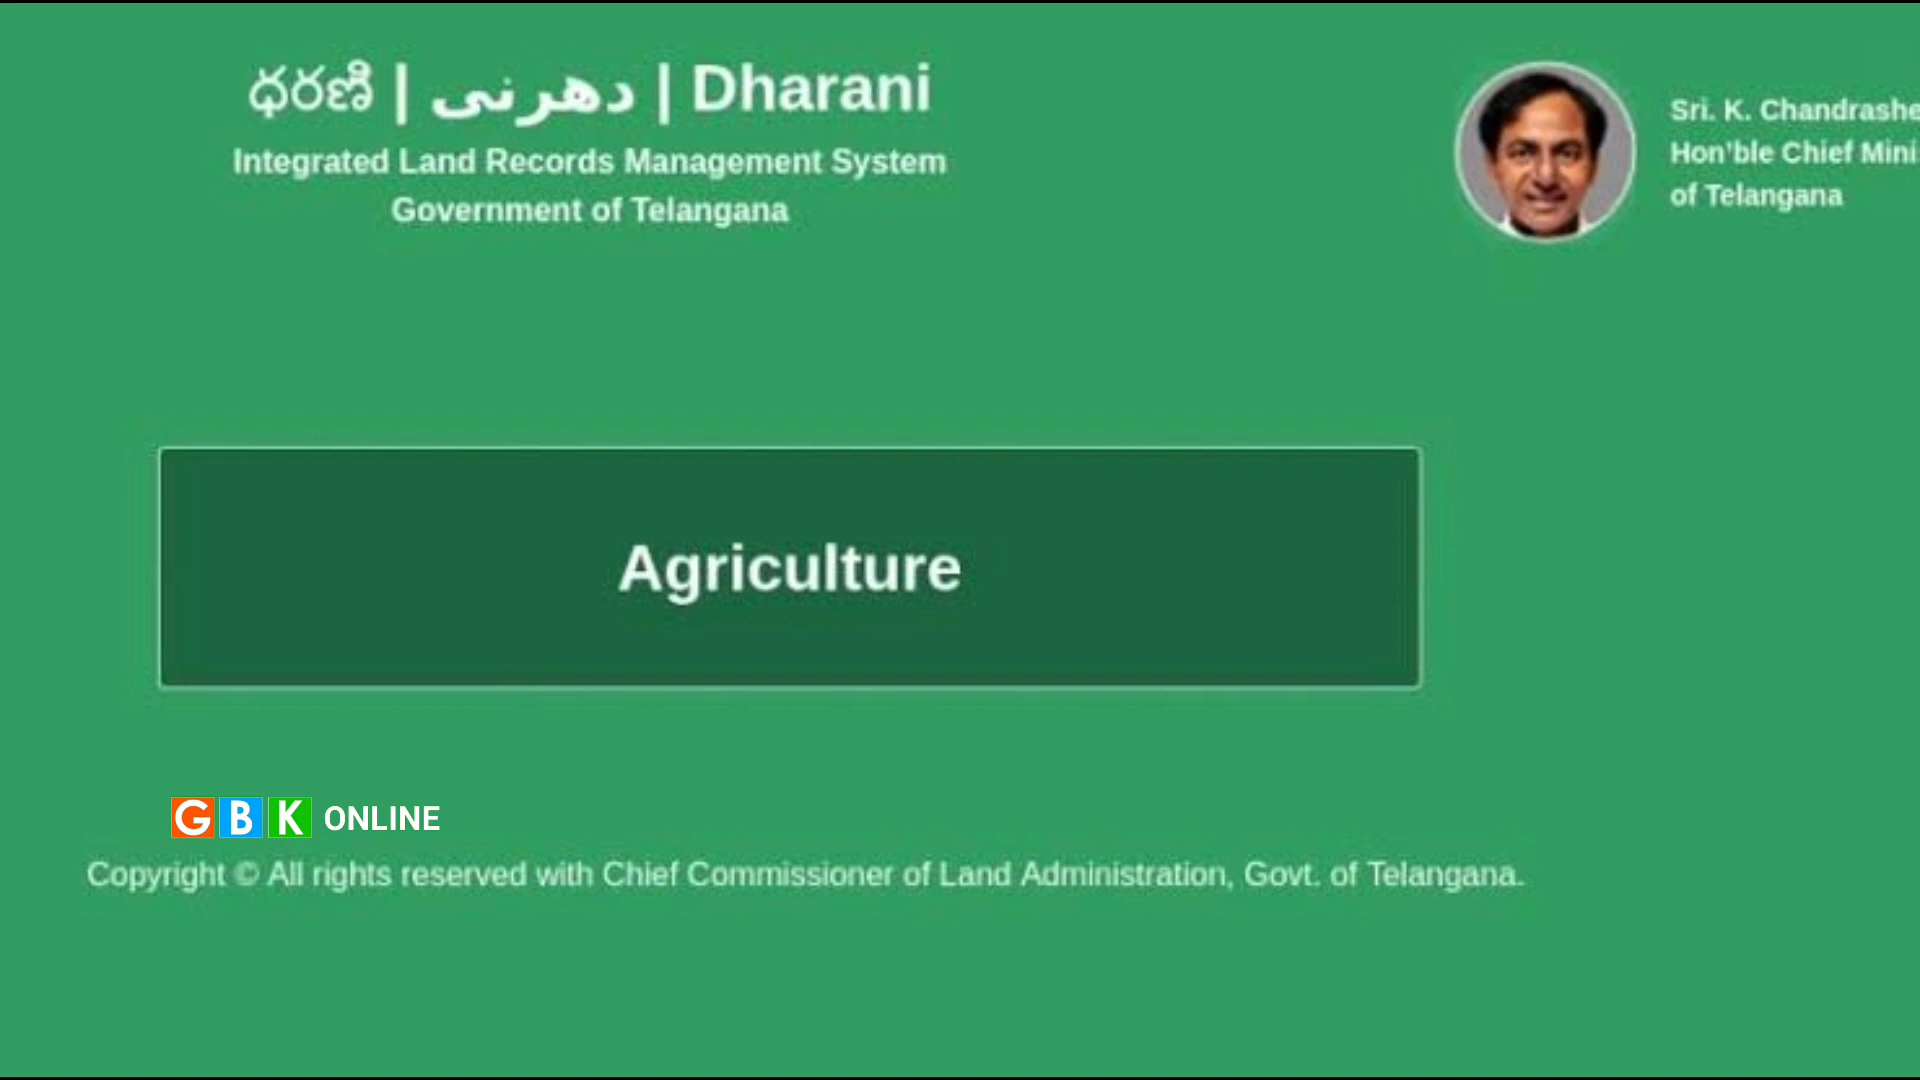 ధరణి | دھرنی | Dharani
Integrated Land Records Management System
Government of Telangana
Sri. K. Chandrashe
Hon'ble Chief Mini
of Telangana
Agriculture
GBK ONLINE
Copyright © All rights reserved with Chief Commissioner of Land Administration, Govt. of Telangana.